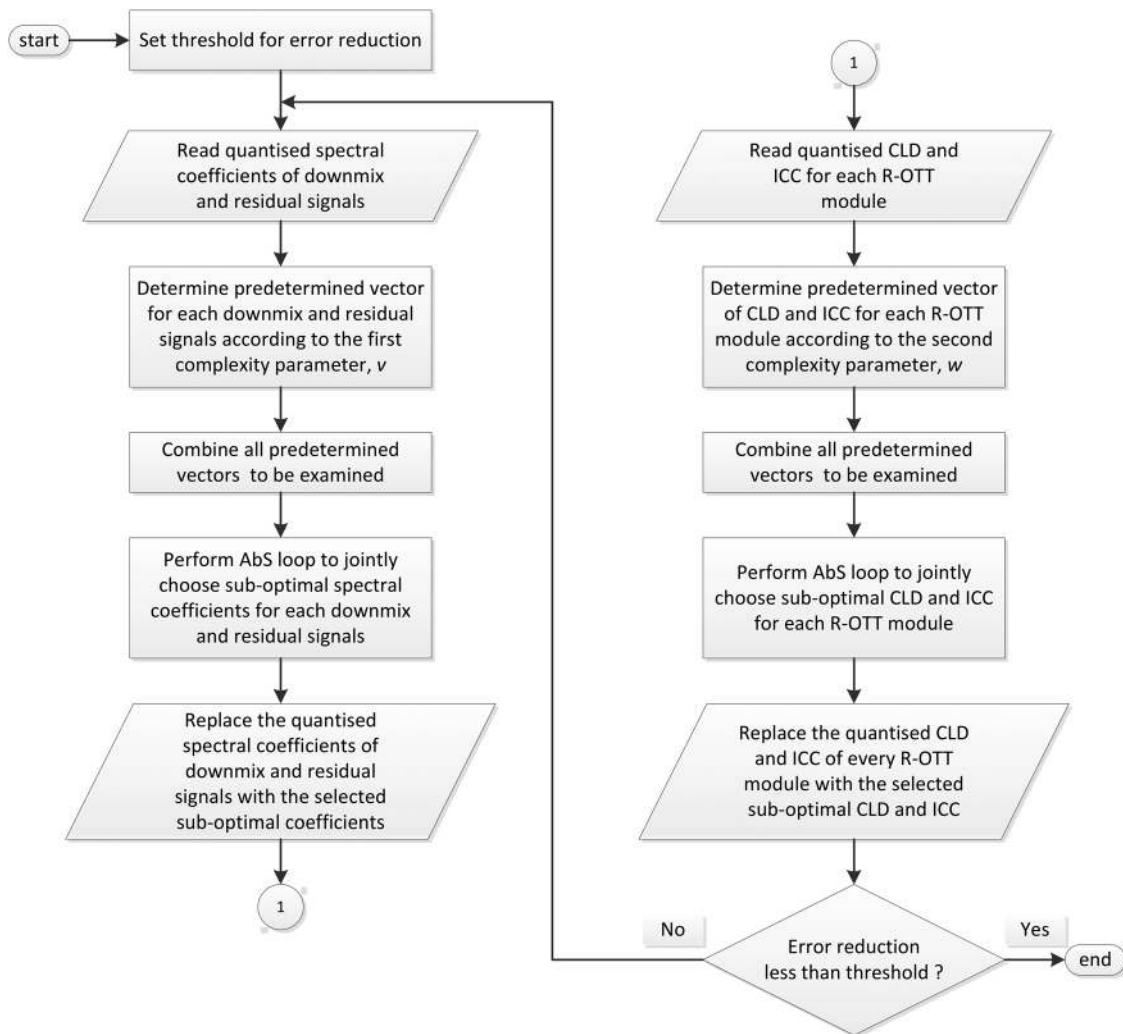 start
Set threshold for error reduction
Read quantised spectral
coefficients of downmix
and residual signals
Determine predetermined vector
for each downmix and residual
signals according to the first
complexity parameter, v
Combine all predetermined
vectors to be examined
Perform AbS loop to jointly
choose sub-optimal spectral
coefficients for each downmix
and residual signals
Replace the quantised
spectral coefficients of
downmix and residual
signals with the selected
sub-optimal coefficients
1
1
Read quantised CLD and
ICC for each R-OTT
module
Determine predetermined vector
of CLD and ICC for each R-OTT
module according to the second
complexity parameter, w
Combine all predetermined
vectors to be examined
Perform AbS loop to jointly
choose sub-optimal CLD and ICC
for each R-OTT module
Replace the quantised CLD
and ICC of every R-OTT
module with the selected
sub-optimal CLD and ICC
Error reduction
less than threshold ?
No
Yes
end